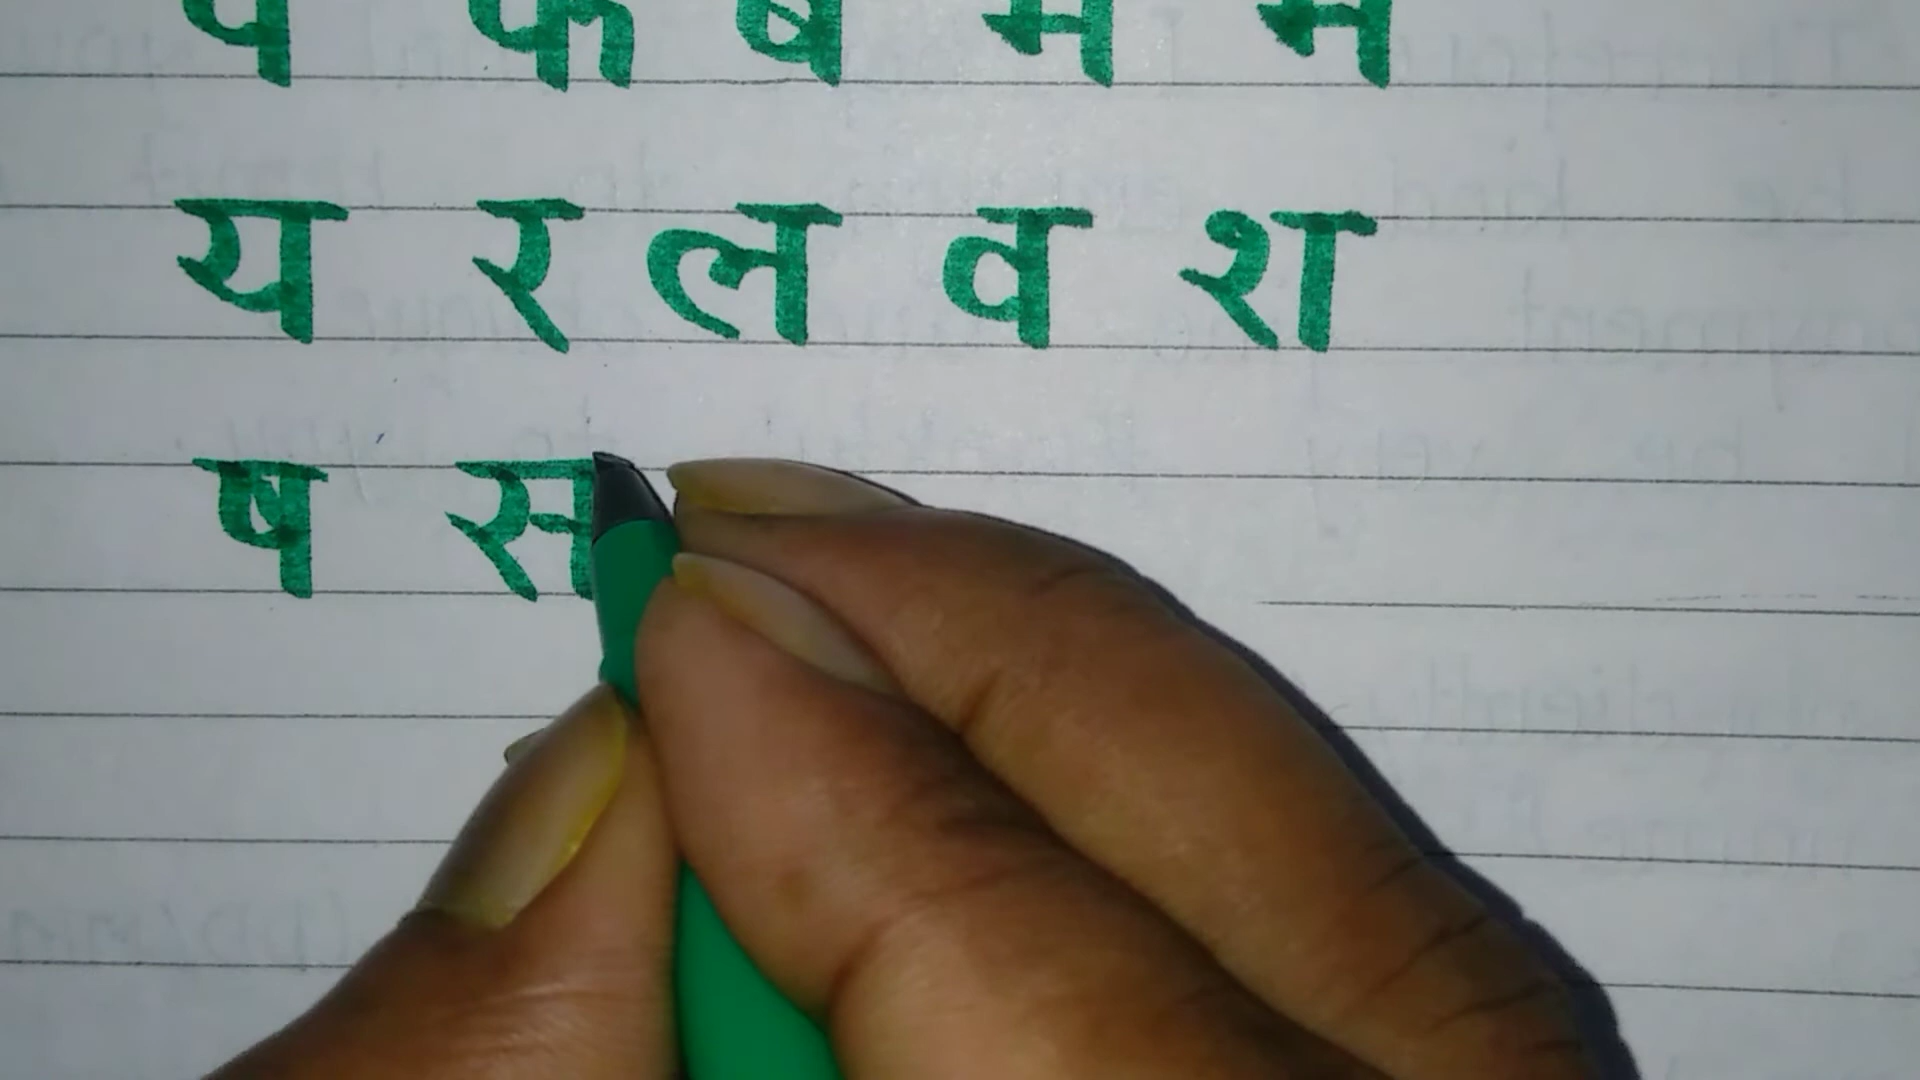 प फ ब भ म
य र ल व श
ष स